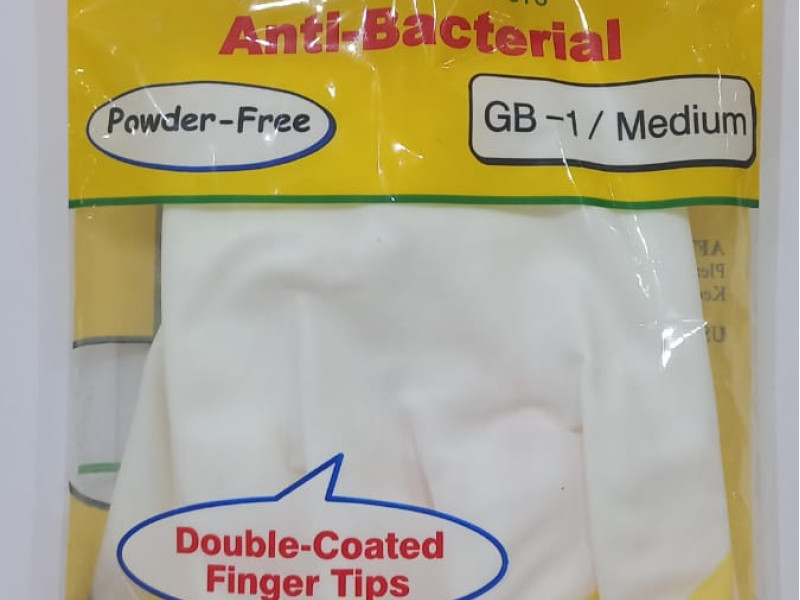 Anti-Bacterial
Powder-Free
GB-1/ Medium
Double-Coated
Finger Tips